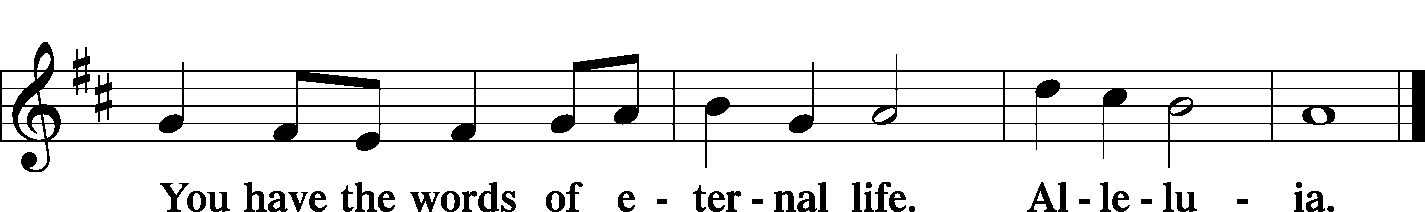 You have the words of e - ter - nal life. Al - le - lu - ia.